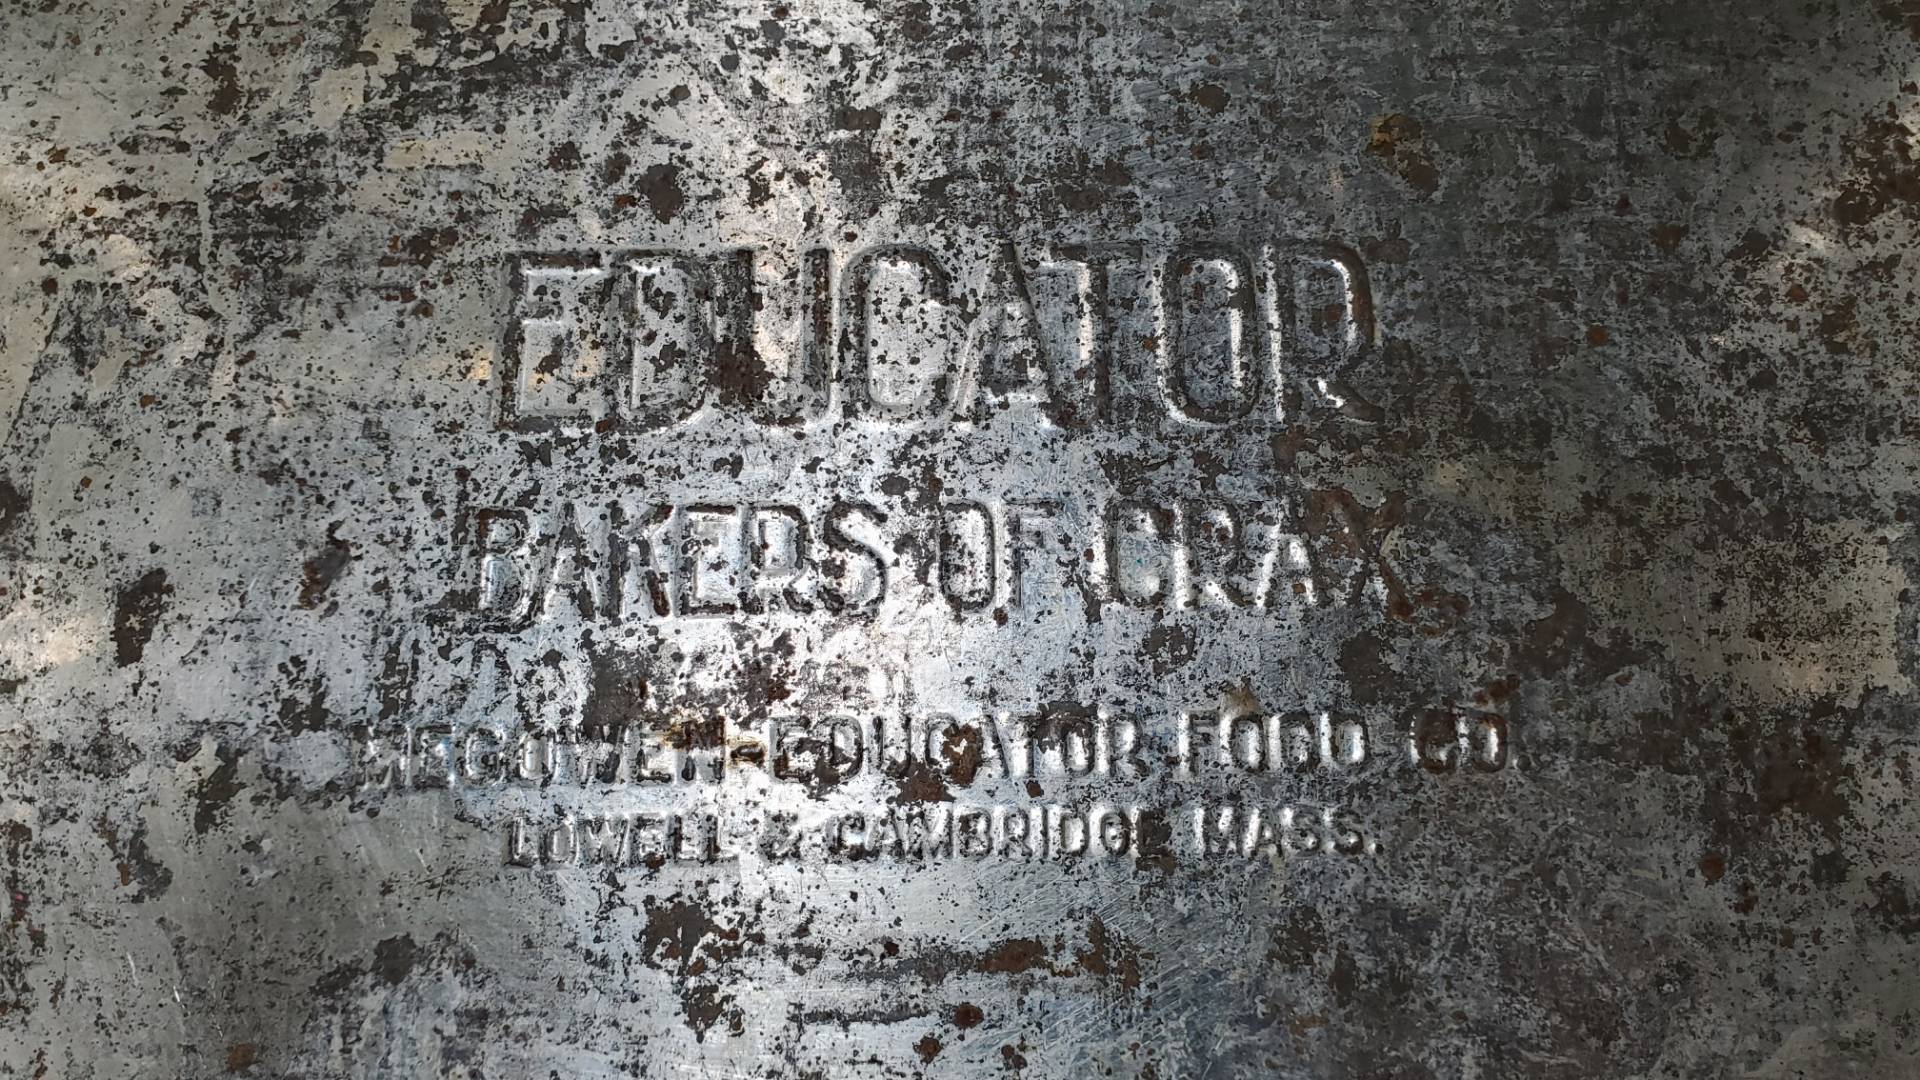 EDUCATOR
BAKERS OF CRAX
MEGOWEN-EDUCATOR FOOD CO.
LOWELL & CAMBRIDGE MASS.